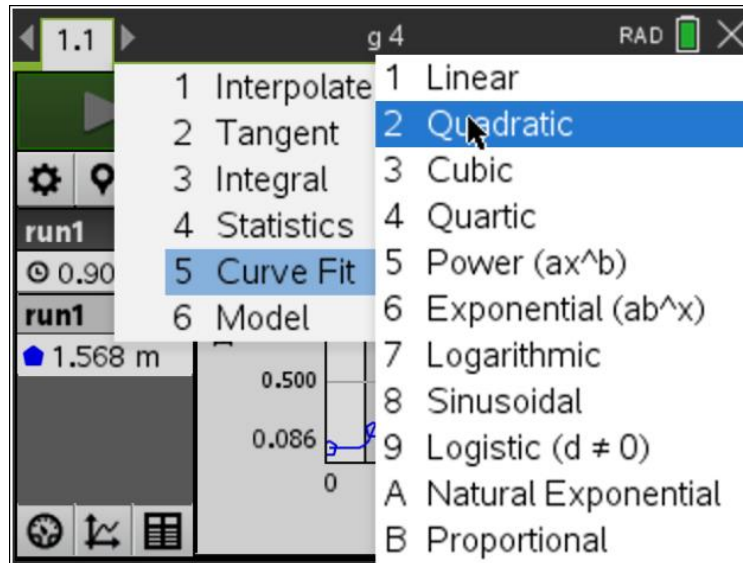 1.1 g 4 RAD
1 Interpolate
2 Tangent
3 Integral
4 Statistics
5 Curve Fit
6 Model
1 Linear
2 Quadratic
3 Cubic
4 Quartic
5 Power (ax^b)
6 Exponential (ab^x)
7 Logarithmic
8 Sinusoidal
9 Logistic (d ≠ 0)
A Natural Exponential
B Proportional
run1
0.90
run1
1.568 m
0.500
0.086
0